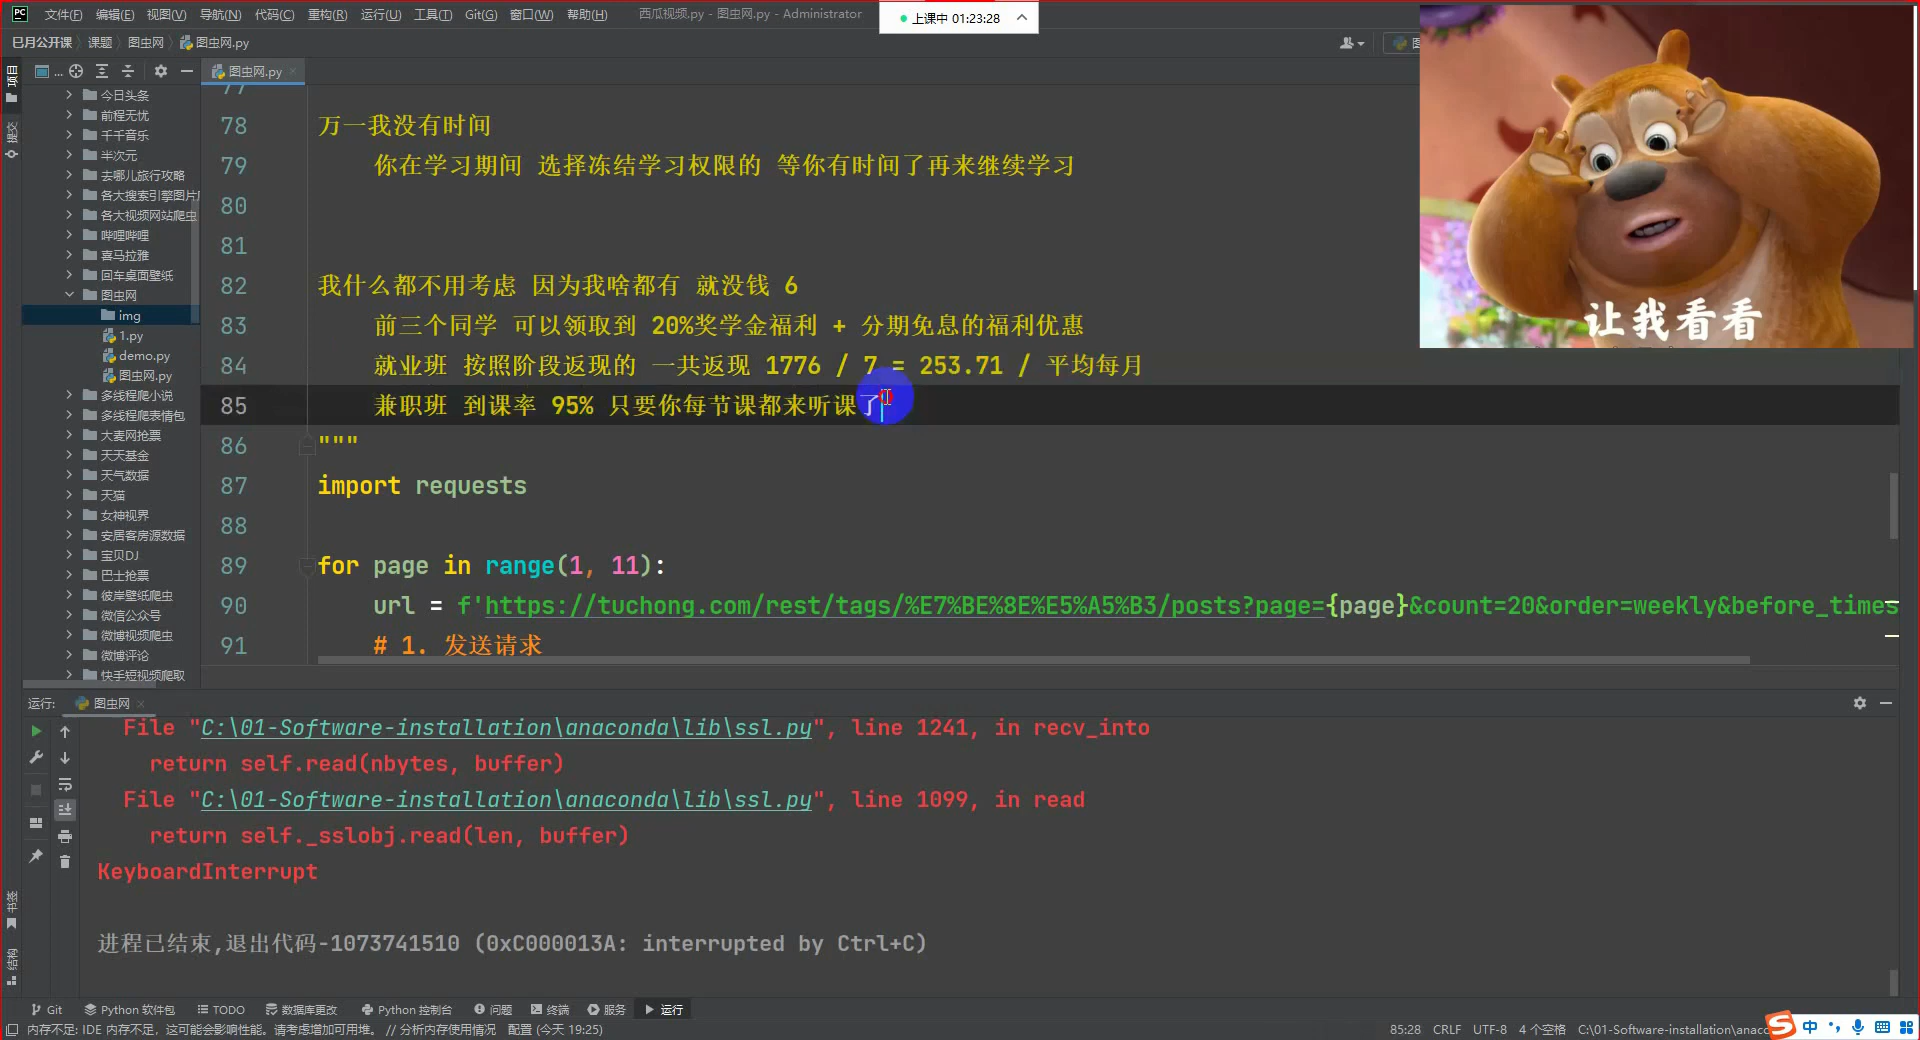 PC 文件(F) 编辑(E) 视图(V) 导航(N) 代码(C) 重构(R) 运行(U) 工具(T) Git(G) 窗口(W) 帮助(H) 西瓜视频.py - 图虫网.py - Administrator
上课中 01:23:28
巳月公开课 课题 图虫网 图虫网.py
项目
提交
图虫网.py
今日头条
前程无忧
千千音乐
半次元
去哪儿旅行攻略
各大搜索引擎图片
各大视频网站爬虫
哔哩哔哩
喜马拉雅
回车桌面壁纸
图虫网
img
1.py
demo.py
图虫网.py
多线程爬小说
多线程爬表情包
大麦网抢票
天天基金
天气数据
天猫
女神视界
安居客房源数据
宝贝DJ
巴士抢票
彼岸壁纸爬虫
微信公众号
微博视频爬虫
微博评论
快手短视频爬取
77
78 万一我没有时间
79 你在学习期间 选择冻结学习权限的 等你有时间了再来继续学习
80
81
82 我什么都不用考虑 因为我啥都有 就没钱 6
83 前三个同学 可以领取到 20%奖学金福利 + 分期免息的福利优惠
84 就业班 按照阶段返现的 一共返现 1776 / 7 = 253.71 / 平均每月
85 兼职班 到课率 95% 只要你每节课都来听课了
86 """
87 import requests
88
89 for page in range(1, 11):
90 url = f'https://tuchong.com/rest/tags/%E7%BE%8E%E5%A5%B3/posts?page={page}&count=20&order=weekly&before_times
91 # 1. 发送请求
让我看看
运行: 图虫网
File "C:\01-Software-installation\anaconda\lib\ssl.py", line 1241, in recv_into
return self.read(nbytes, buffer)
File "C:\01-Software-installation\anaconda\lib\ssl.py", line 1099, in read
return self._sslobj.read(len, buffer)
KeyboardInterrupt
进程已结束,退出代码-1073741510 (0xC000013A: interrupted by Ctrl+C)
书签
结构
Git Python 软件包 TODO 数据库更改 Python 控制台 问题 终端 服务 运行
内存不足: IDE 内存不足，这可能会影响性能。请考虑增加可用堆。 // 分析内存使用情况 配置 (今天 19:25)
85:28 CRLF UTF-8 4 个空格 C:\01-Software-installation\anac
中